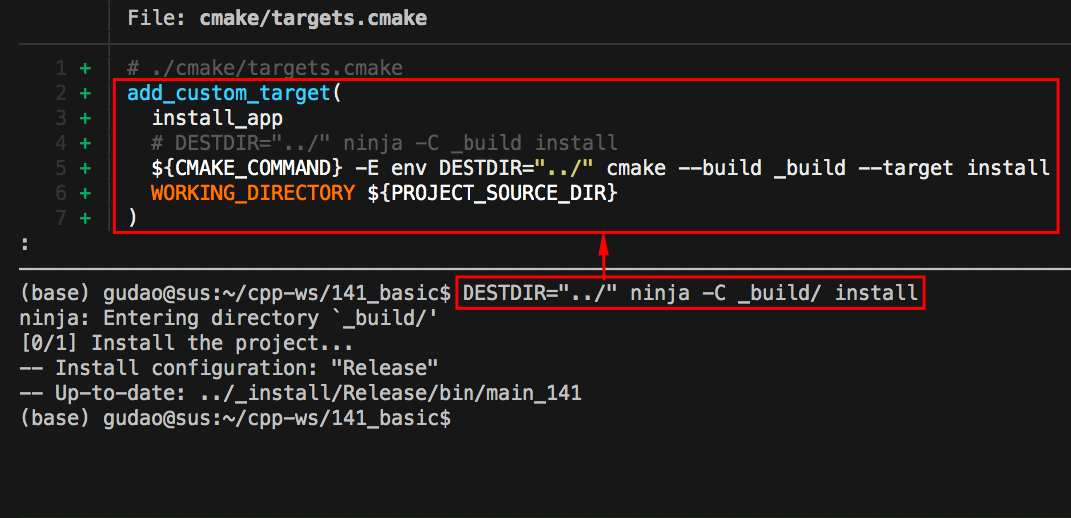 File: cmake/targets.cmake
1 + # ./cmake/targets.cmake
2 + add_custom_target(
3 + install_app
4 + # DESTDIR="../" ninja -C _build install
5 + ${CMAKE_COMMAND} -E env DESTDIR="../" cmake --build _build --target install
6 + WORKING_DIRECTORY ${PROJECT_SOURCE_DIR}
7 + )
:
(base) gudao@sus:~/cpp-ws/141_basic$ DESTDIR="../" ninja -C _build/ install
ninja: Entering directory `_build/'
[0/1] Install the project...
-- Install configuration: "Release"
-- Up-to-date: ../_install/Release/bin/main_141
(base) gudao@sus:~/cpp-ws/141_basic$